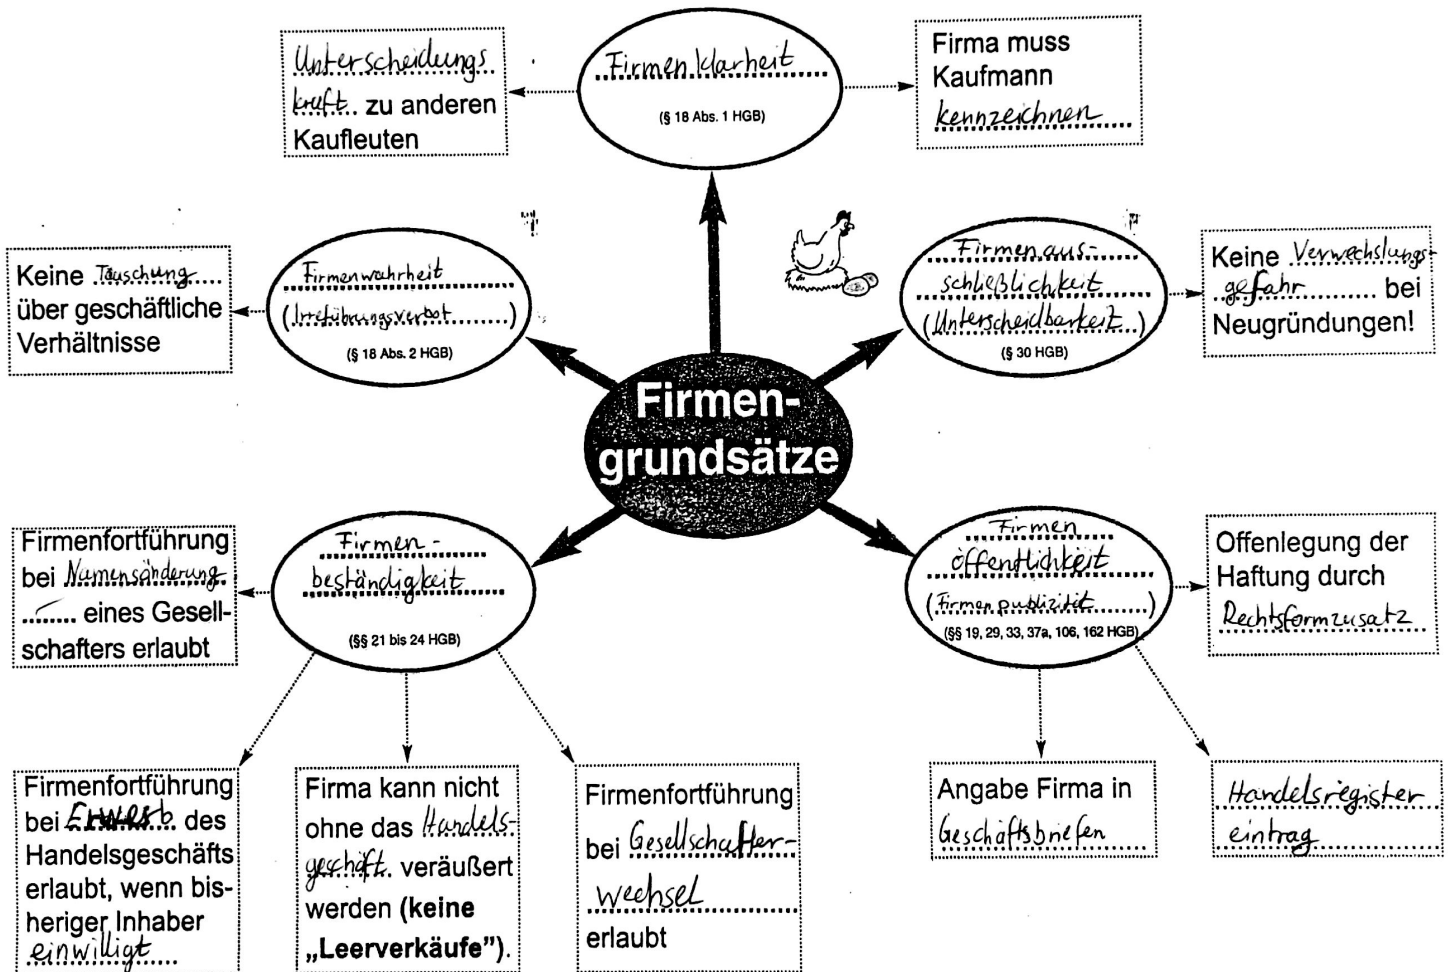 Unterscheidungs
kraft zu anderen
Kaufleuten
Firmenklarheit
(§ 18 Abs. 1 HGB)
Firma muss
Kaufmann
kennzeichnen
Keine Täuschung
über geschäftliche
Verhältnisse
Firmenwahrheit
(Irreführungsverbot)
(§ 18 Abs. 2 HGB)
Firmenaus-
schließlichkeit
(Unterscheidbarkeit)
(§ 30 HGB)
Keine Verwechslungs-
gefahr bei
Neugründungen!
Firmen-
grundsätze
Firmenfortführung
bei Namensänderung
eines Gesell-
schafters erlaubt
Firmen-
beständigkeit
(§§ 21 bis 24 HGB)
Firmen
öffentlichkeit
(Firmenpublizität)
(§§ 19, 29, 33, 37a, 106, 162 HGB)
Offenlegung der
Haftung durch
Rechtsformzusatz
Firmenfortführung
bei Erwerb des
Handelsgeschäfts
erlaubt, wenn bis-
heriger Inhaber
einwilligt
Firma kann nicht
ohne das Handels-
geschäft veräußert
werden (keine
„Leerverkäufe").
Firmenfortführung
bei Gesellschafter-
wechsel
erlaubt
Angabe Firma in
Geschäftsbriefen
Handelsregister
eintrag